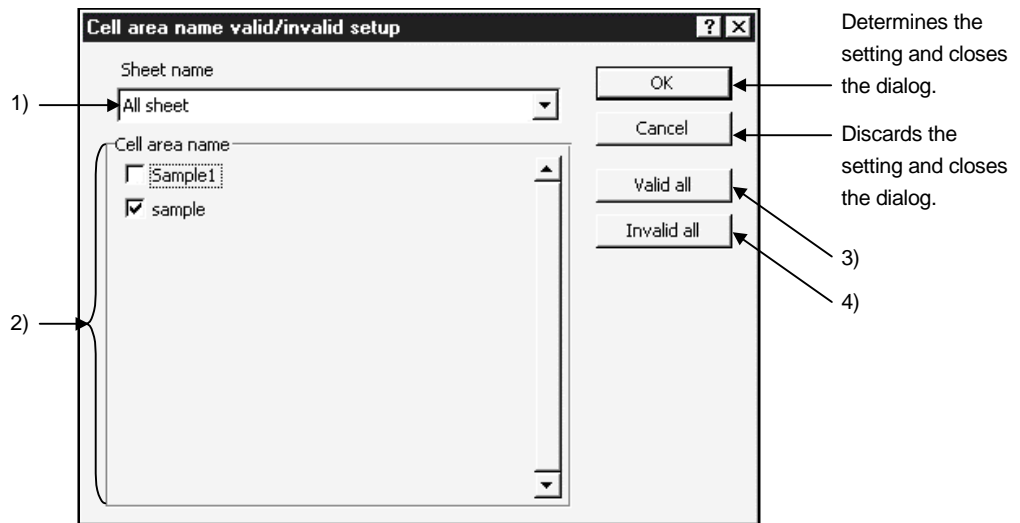 Cell area name valid/invalid setup
Determines the
setting and closes
the dialog.
Sheet name
OK
1)
All sheet
Cancel
Discards the
setting and closes
the dialog.
Cell area name
Sample1
Valid all
sample
Invalid all
3)
4)
2)